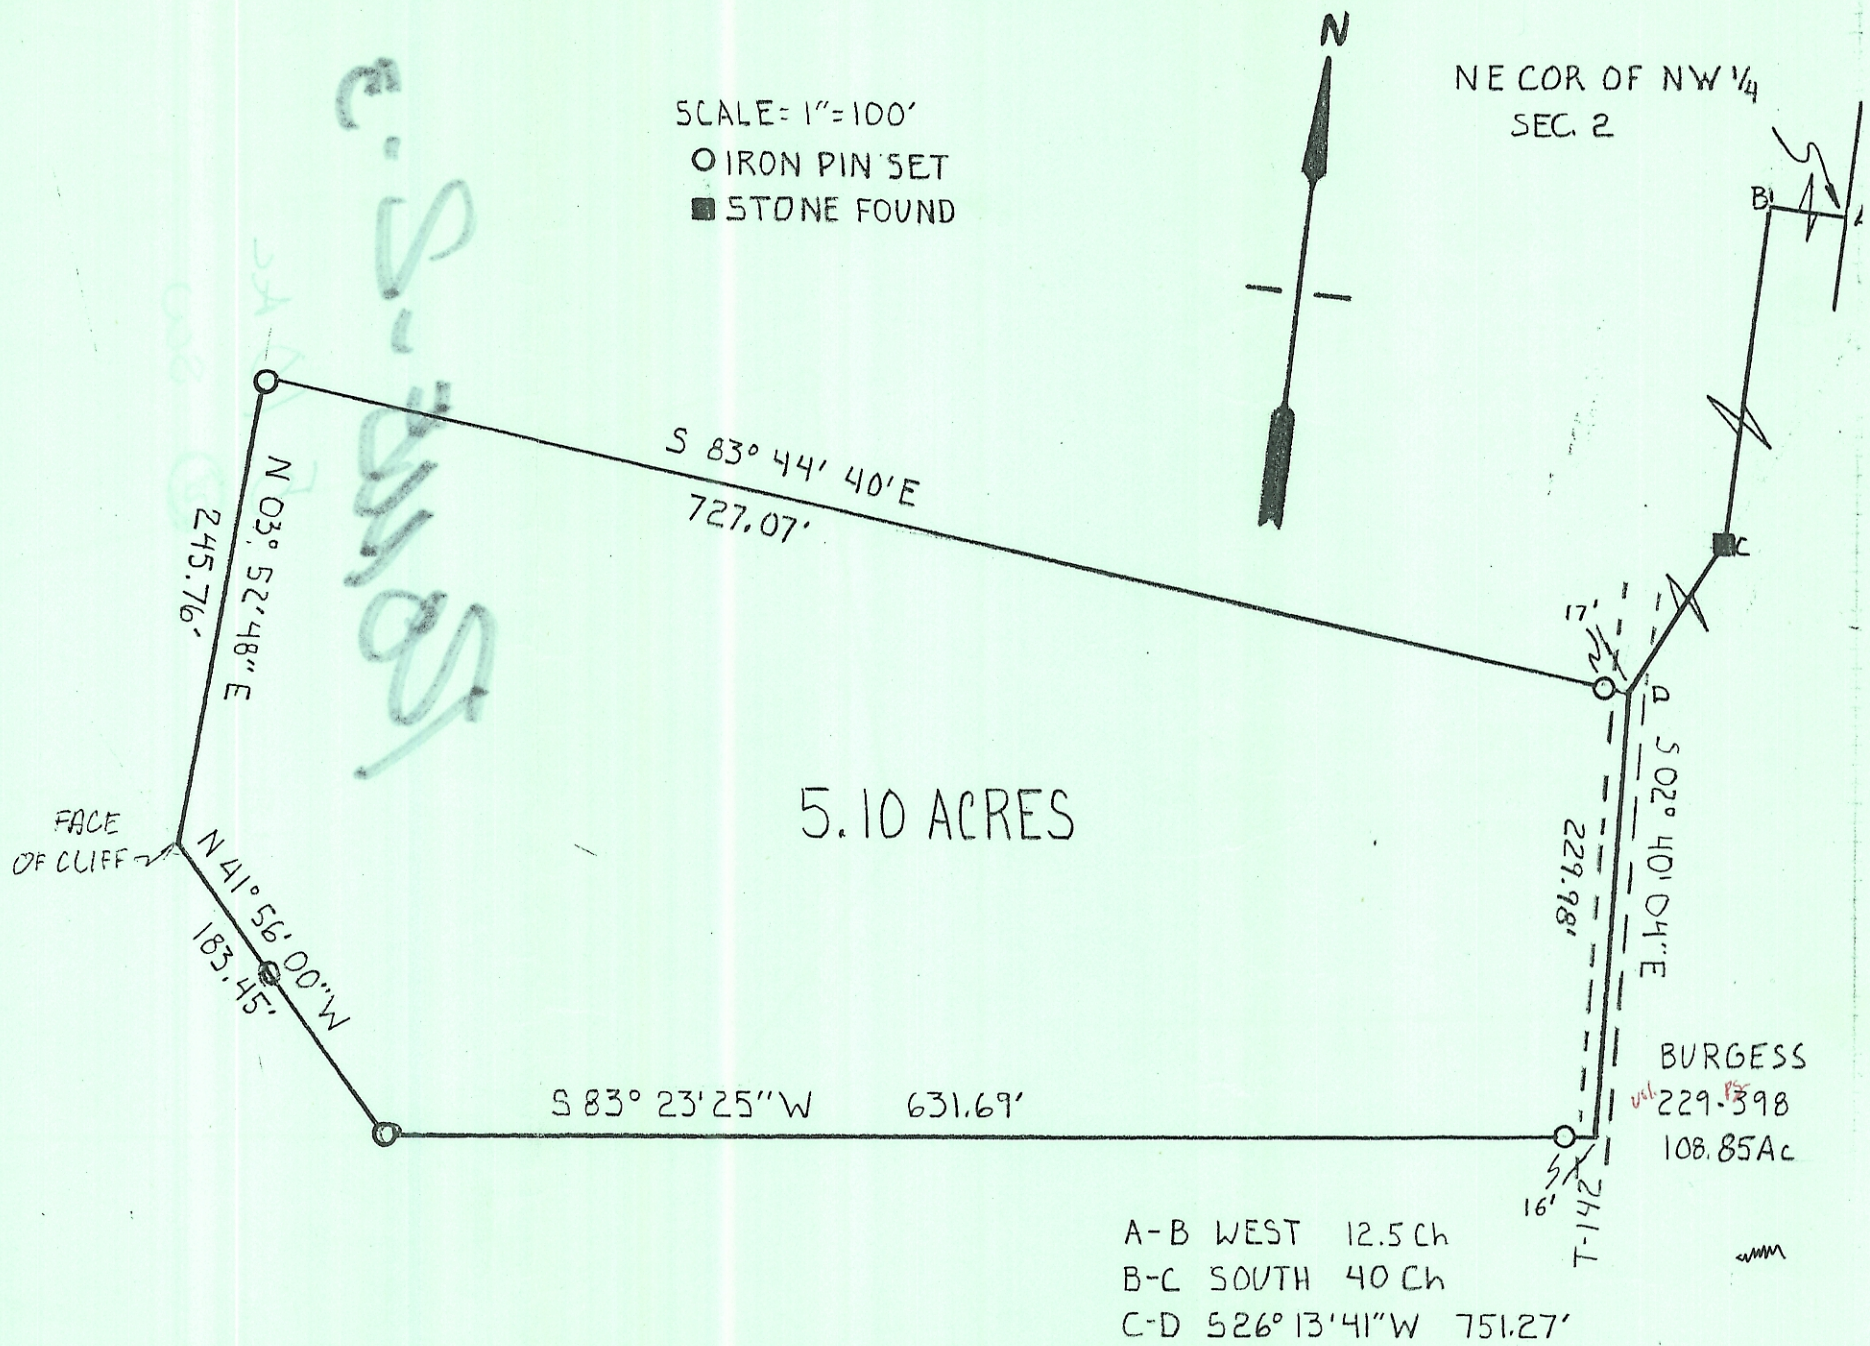 N
NE COR OF NW 1/4
SEC. 2
SCALE= 1"=100'
IRON PIN SET
STONE FOUND
B
A
C
S 83° 44' 40'E
727.07'
N 03° 52' 48" E
245.76'
17'
D
S 02° 40' 04" E
229.98'
5.10 ACRES
FACE
OF CLIFF
N 41° 56' 00" W
183.45'
S 83° 23' 25" W 631.69'
BURGESS
vol. 229-398
108.85Ac
16'
T-142
A-B WEST 12.5 Ch
B-C SOUTH 40 Ch
C-D S26° 13' 41" W 751.27'